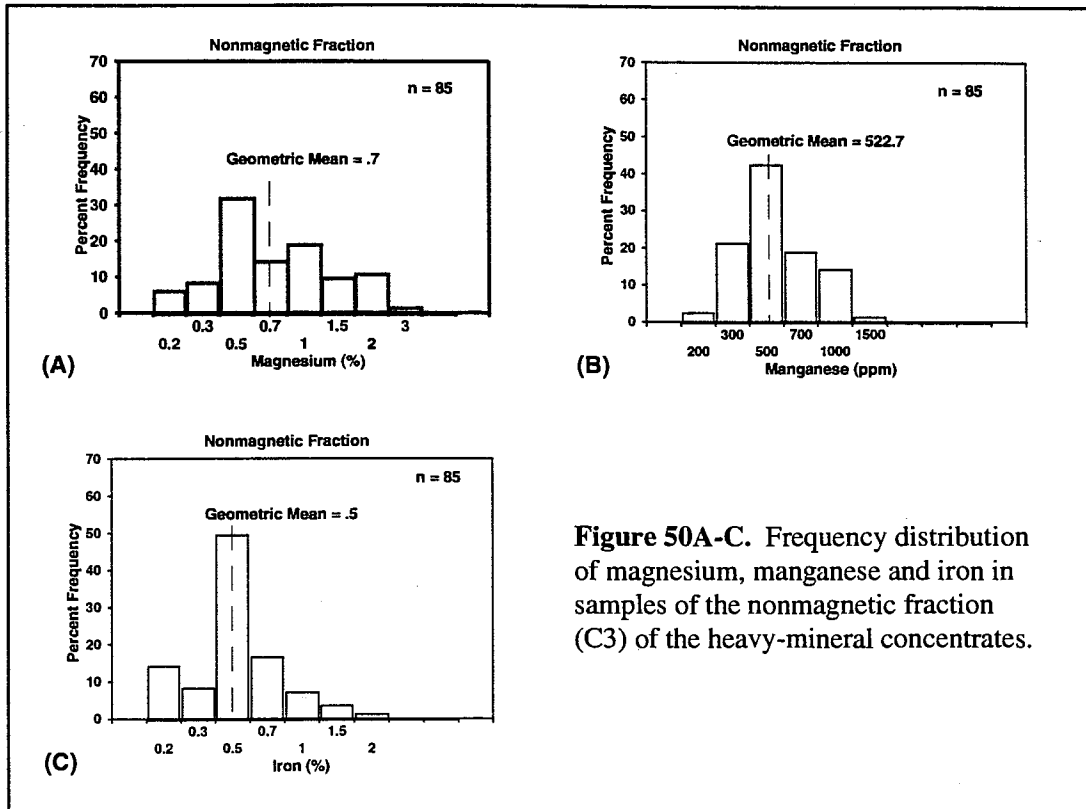 Nonmagnetic Fraction
70
60
50
40
30
20
10
0
Percent Frequency
n = 85
Geometric Mean = .7
0.3 0.7 1.5 3
0.2 0.5 1 2
Magnesium (%)
(A)
Nonmagnetic Fraction
70
60
50
40
30
20
10
0
Percent Frequency
n = 85
Geometric Mean = 522.7
300 700 1500
200 500 1000
Manganese (ppm)
(B)
Nonmagnetic Fraction
70
60
50
40
30
20
10
0
Percent Frequency
n = 85
Geometric Mean = .5
0.3 0.7 1.5
0.2 0.5 1 2
Iron (%)
(C)
Figure 50A-C. Frequency distribution
of magnesium, manganese and iron in
samples of the nonmagnetic fraction
(C3) of the heavy-mineral concentrates.